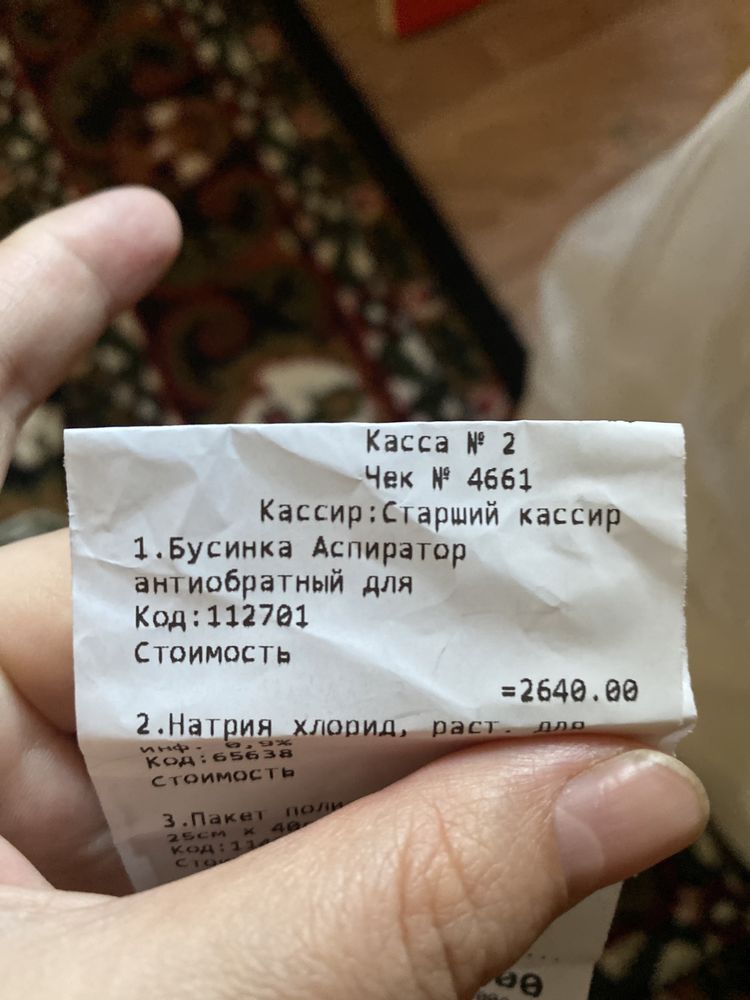 Касса № 2
Чек № 4661
Кассир:Старший кассир
1.Бусинка Аспиратор
антиобратный для
Код:112701
Стоимость
=2640.00
2.Натрия хлорид, раст. для
инф. 0,9%
Код:65638
Стоимость
3.Пакет
25см x